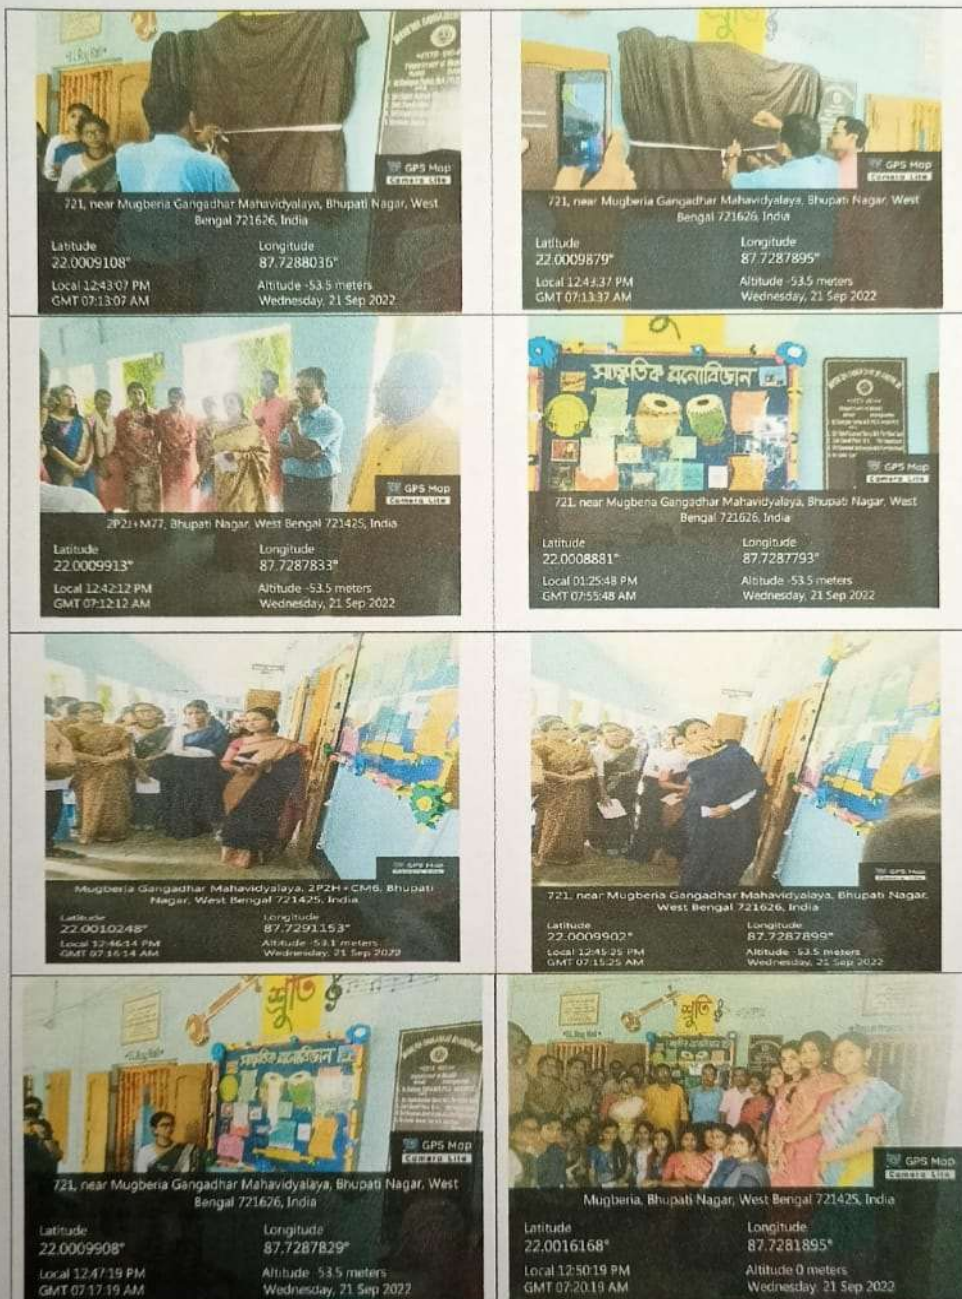 GPS Map
Camera Lite
721, near Mugberia Gangadhar Mahavidyalaya, Bhupati Nagar, West
Bengal 721626, India
Latitude
22.0009108°
Longitude
87.7288036°
Local 12:43:07 PM
GMT 07:13:07 AM
Altitude -53.5 meters
Wednesday, 21 Sep 2022
শ্রুতি
GPS Map
Camera Lite
721, near Mugberia Gangadhar Mahavidyalaya, Bhupati Nagar, West
Bengal 721626, India
Latitude
22.0009879°
Longitude
87.7287895°
Local 12:43:37 PM
GMT 07:13:37 AM
Altitude -53.5 meters
Wednesday, 21 Sep 2022
GPS Map
Camera Lite
2P2J+M77, Bhupati Nagar, West Bengal 721425, India
Latitude
22.0009913°
Longitude
87.7287833°
Local 12:42:12 PM
GMT 07:12:12 AM
Altitude -53.5 meters
Wednesday, 21 Sep 2022
সাংস্কৃতিক মনোবিজ্ঞান
GPS Map
Camera Lite
721, near Mugberia Gangadhar Mahavidyalaya, Bhupati Nagar, West
Bengal 721626, India
Latitude
22.0008881°
Longitude
87.7287793°
Local 01:25:48 PM
GMT 07:55:48 AM
Altitude -53.5 meters
Wednesday, 21 Sep 2022
GPS Map
Camera Lite
Mugberia Gangadhar Mahavidyalaya, 2P2H+CM6, Bhupati
Nagar, West Bengal 721425, India
Latitude
22.0010248°
Longitude
87.7291153°
Local 12:46:14 PM
GMT 07:16:14 AM
Altitude -53.1 meters
Wednesday, 21 Sep 2022
GPS Map
Camera Lite
721, near Mugberia Gangadhar Mahavidyalaya, Bhupati Nagar,
West Bengal 721626, India
Latitude
22.0009902°
Longitude
87.7287899°
Local 12:45:25 PM
GMT 07:15:25 AM
Altitude -53.5 meters
Wednesday, 21 Sep 2022
শ্রুতি
সাংস্কৃতিক মনোবিজ্ঞান
GPS Map
Camera Lite
721, near Mugberia Gangadhar Mahavidyalaya, Bhupati Nagar, West
Bengal 721626, India
Latitude
22.0009908°
Longitude
87.7287829°
Local 12:47:19 PM
GMT 07:17:19 AM
Altitude -53.5 meters
Wednesday, 21 Sep 2022
শ্রুতি
সাংস্কৃতিক মনোবিজ্ঞান
GPS Map
Camera Lite
Mugberia, Bhupati Nagar, West Bengal 721425, India
Latitude
22.0016168°
Longitude
87.7281895°
Local 12:50:19 PM
GMT 07:20:19 AM
Altitude 0 meters
Wednesday, 21 Sep 2022